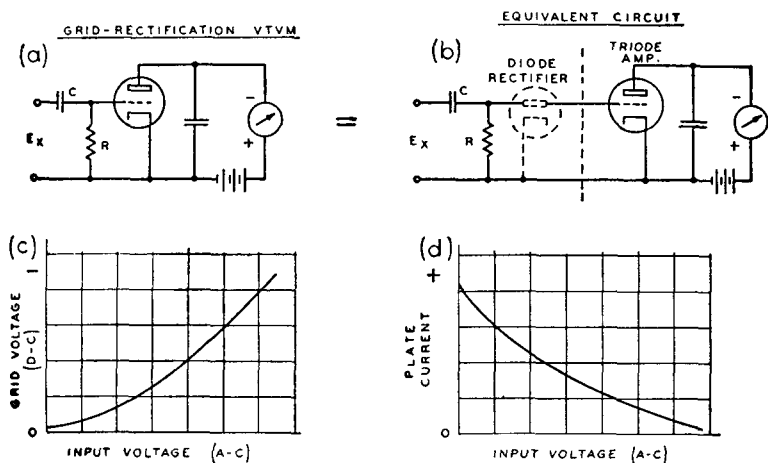 GRID-RECTIFICATION VTVM
EQUIVALENT CIRCUIT
(a)
(b)
DIODE
RECTIFIER
TRIODE
AMP.
C
R
Ex
-
+
=
C
R
Ex
-
+
(c)
-
GRID VOLTAGE
(D-C)
0
INPUT VOLTAGE (A-C)
(d)
+
PLATE
CURRENT
0
INPUT VOLTAGE (A-C)